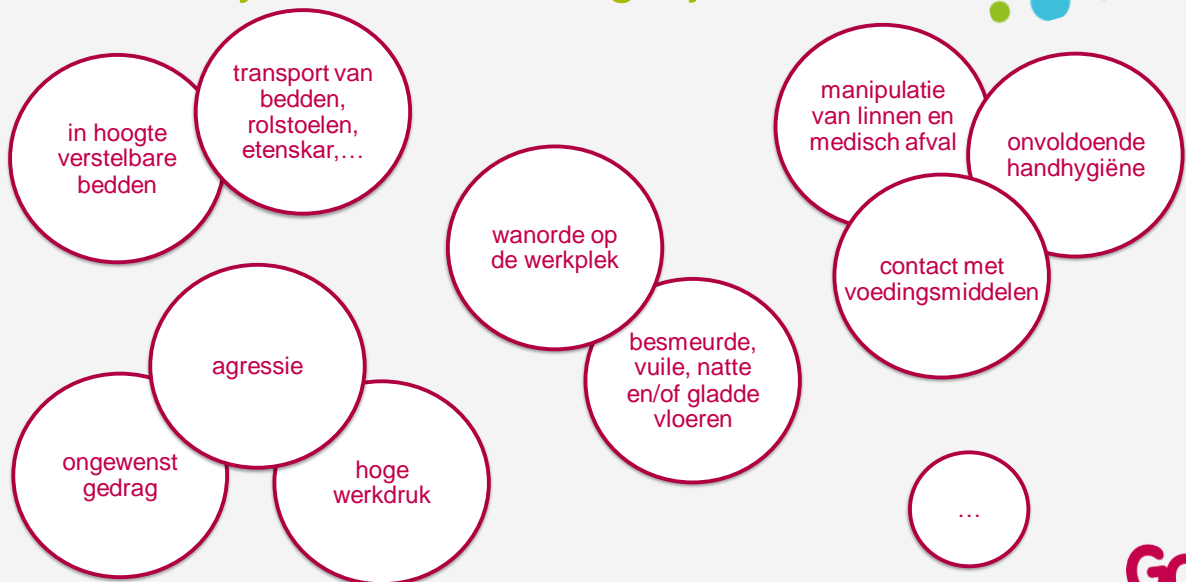 in hoogte
verstelbare
bedden
transport van
bedden,
rolstoelen,
etenskar,…
manipulatie
van linnen en
medisch afval
onvoldoende
handhygiëne
contact met
voedingsmiddelen
wanorde op
de werkplek
besmeurde,
vuile, natte
en/of gladde
vloeren
agressie
ongewenst
gedrag
hoge
werkdruk
…